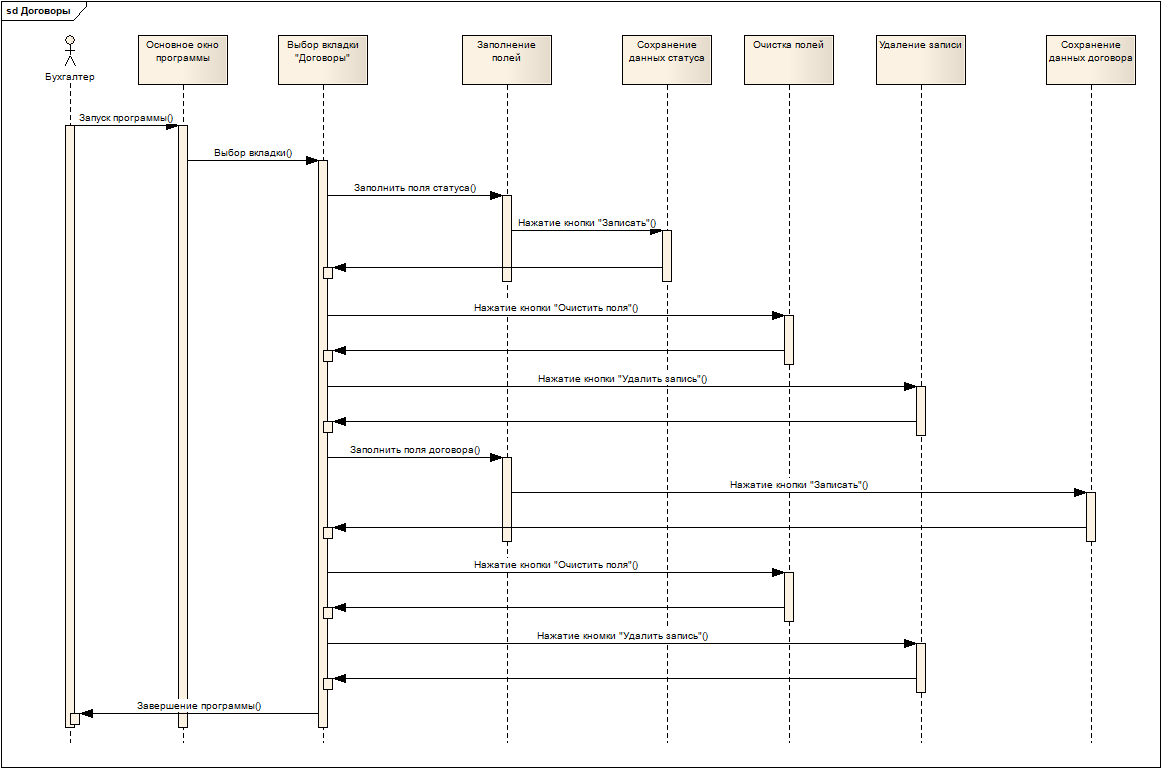 sd Договоры
Бухгалтер
Основное окно
программы
Выбор вкладки
"Договоры"
Заполнение
полей
Сохранение
данных статуса
Очистка полей
Удаление записи
Сохранение
данных договора
Запуск программы()
Выбор вкладки()
Заполнить поля статуса()
Нажатие кнопки "Записать"()
Нажатие кнопки "Очистить поля"()
Нажатие кнопки "Удалить запись"()
Заполнить поля договора()
Нажатие кнопки "Записать"()
Нажатие кнопки "Очистить поля"()
Нажатие кномки "Удалить запись"()
Завершение программы()